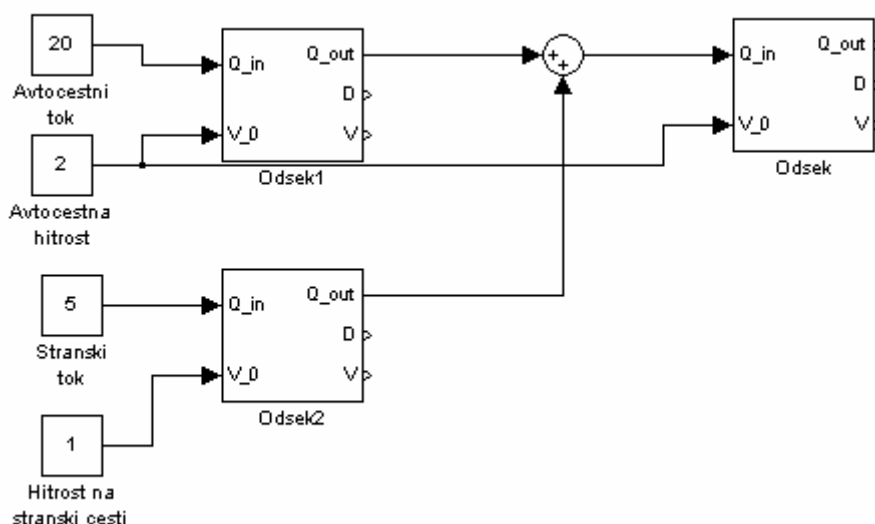 20
Avtocestni
tok
2
Avtocestna
hitrost
Q_in
V_0
Q_out
D
V
Odsek1
+
+
Q_in
V_0
Q_out
D
V
Odsek
5
Stranski
tok
1
Hitrost na
stranski cesti
Q_in
V_0
Q_out
D
V
Odsek2